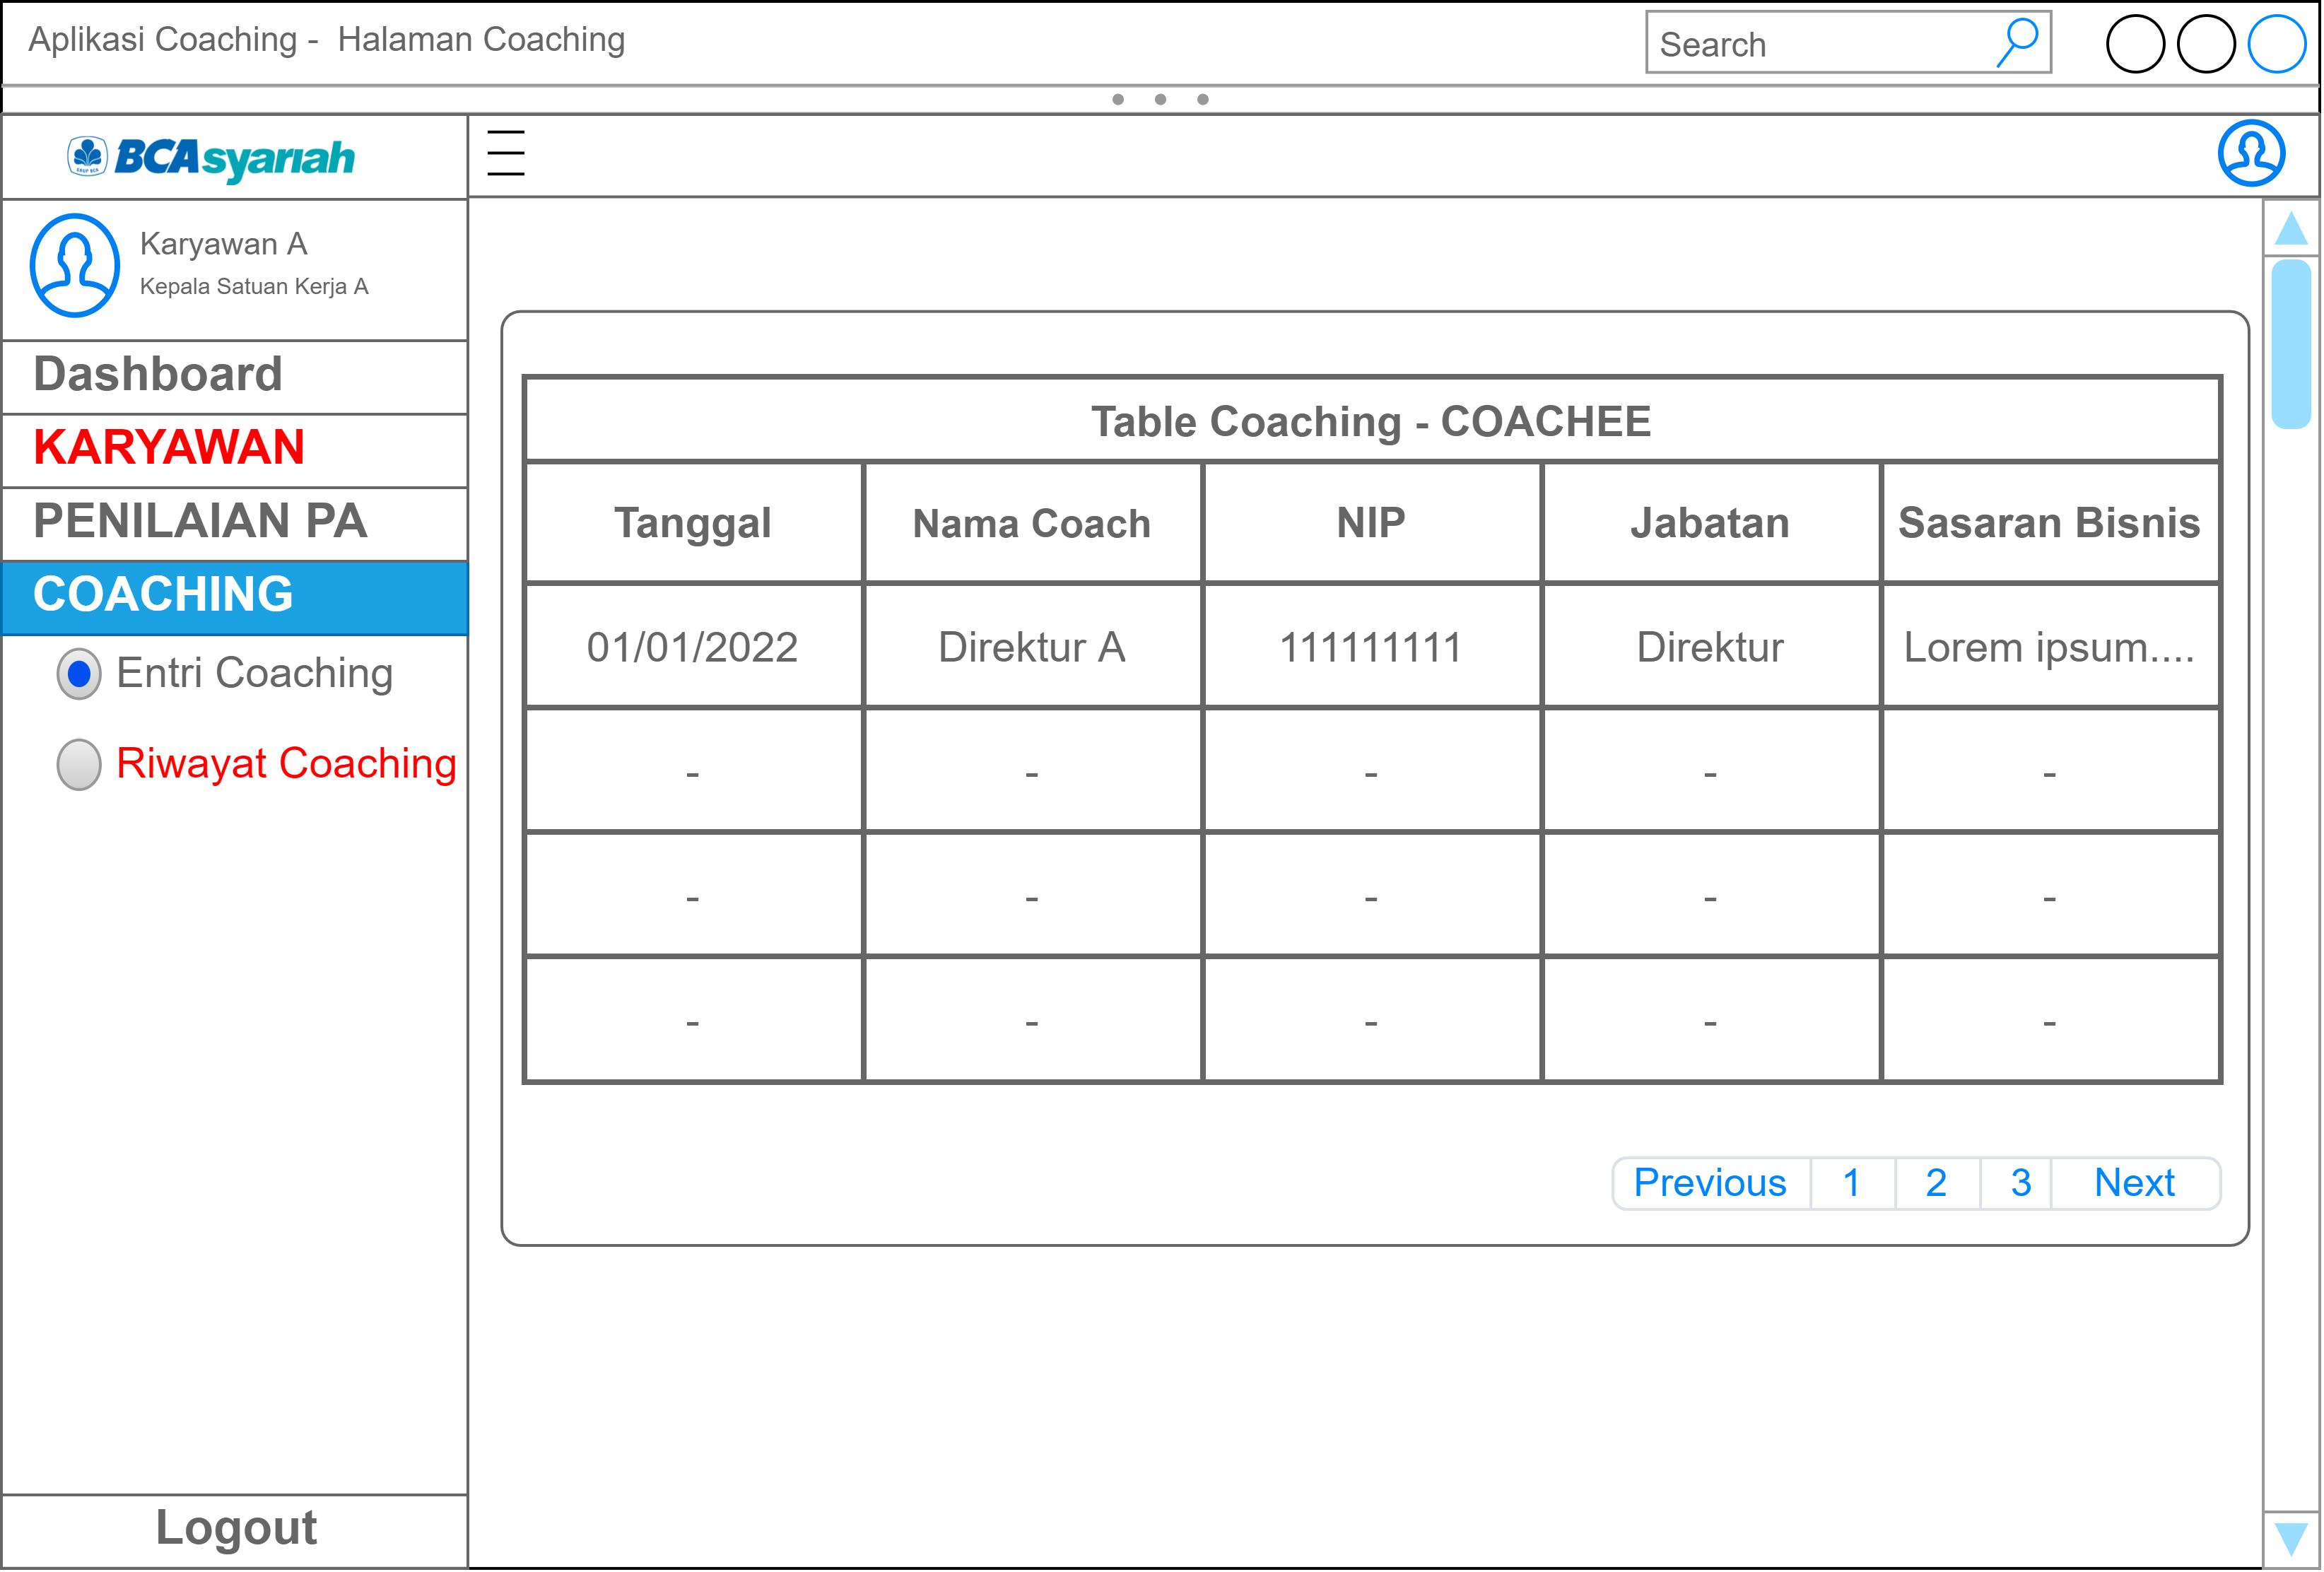 Aplikasi Coaching -  Halaman Coaching
Search
BCAsyariah
Karyawan A
Kepala Satuan Kerja A
Dashboard
KARYAWAN
PENILAIAN PA
COACHING
Entri Coaching
Riwayat Coaching
Logout
Table Coaching - COACHEE
Tanggal Nama Coach NIP Jabatan Sasaran Bisnis
01/01/2022 Direktur A 111111111 Direktur Lorem ipsum....
- - - - -
- - - - -
- - - - -
Previous 1 2 3 Next